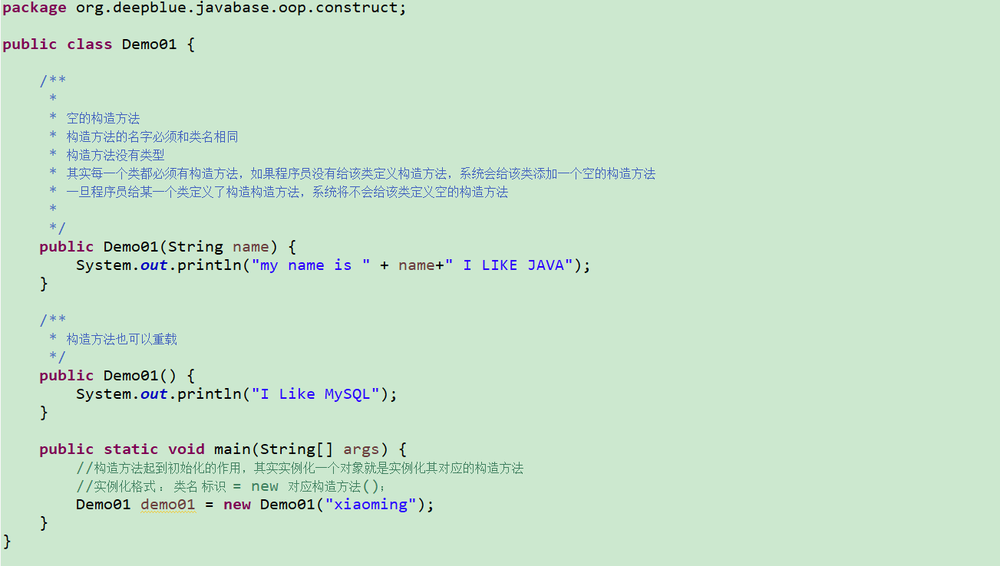 package org.deepblue.javabase.oop.construct;
public class Demo01 {
/**
*
* 空的构造方法
* 构造方法的名字必须和类名相同
* 构造方法没有类型
* 其实每一个类都必须有构造方法，如果程序员没有给该类定义构造方法，系统会给该类添加一个空的构造方法
* 一旦程序员给某一个类定义了构造构造方法，系统将不会给该类定义空的构造方法
*
*/
public Demo01(String name) {
System.out.println("my name is " + name+" I LIKE JAVA");
}
/**
* 构造方法也可以重载
*/
public Demo01() {
System.out.println("I Like MySQL");
}
public static void main(String[] args) {
//构造方法起到初始化的作用，其实实例化一个对象就是实例化其对应的构造方法
//实例化格式 ： 类名 标识 = new 对应构造方法();
Demo01 demo01 = new Demo01("xiaoming");
}
}